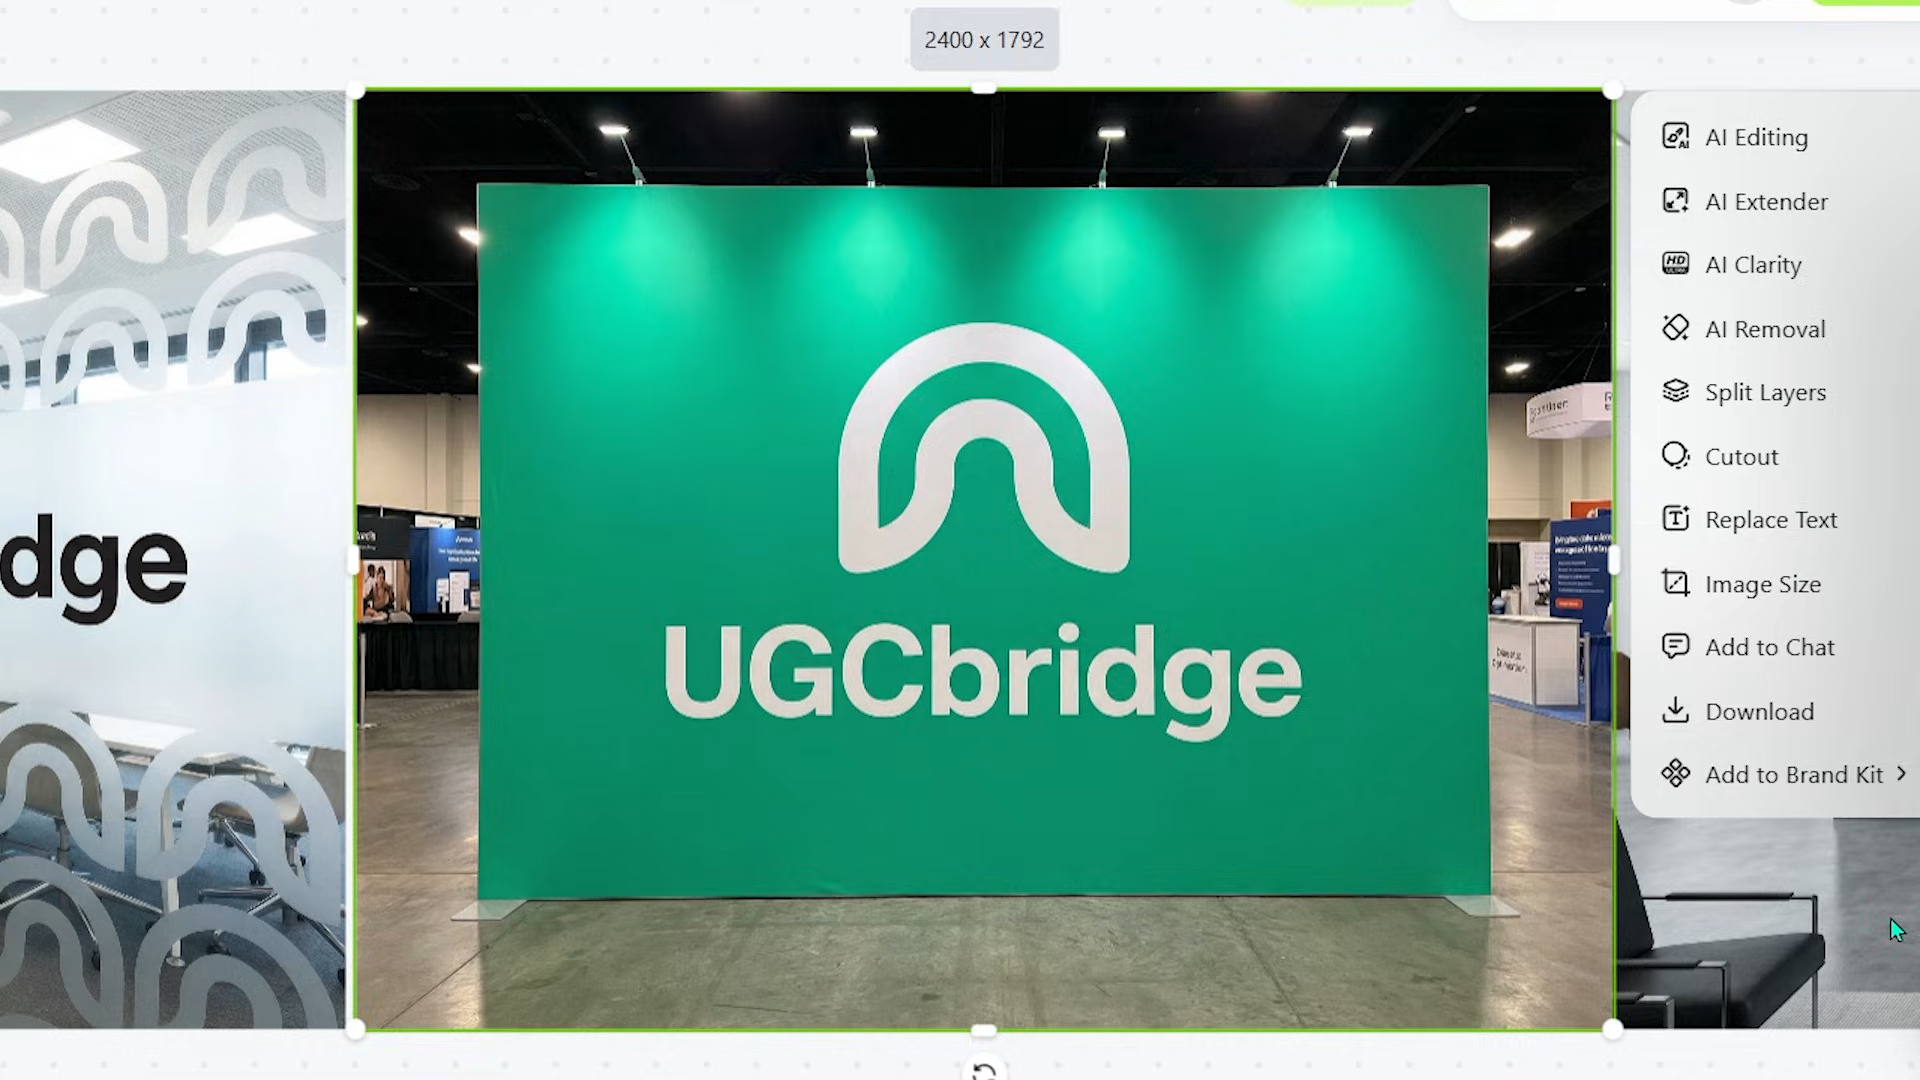 2400 x 1792
dge
UGCbridge
AI Editing
AI Extender
HD
AI Clarity
AI Removal
Split Layers
Cutout
Replace Text
Image Size
Add to Chat
Download
Add to Brand Kit